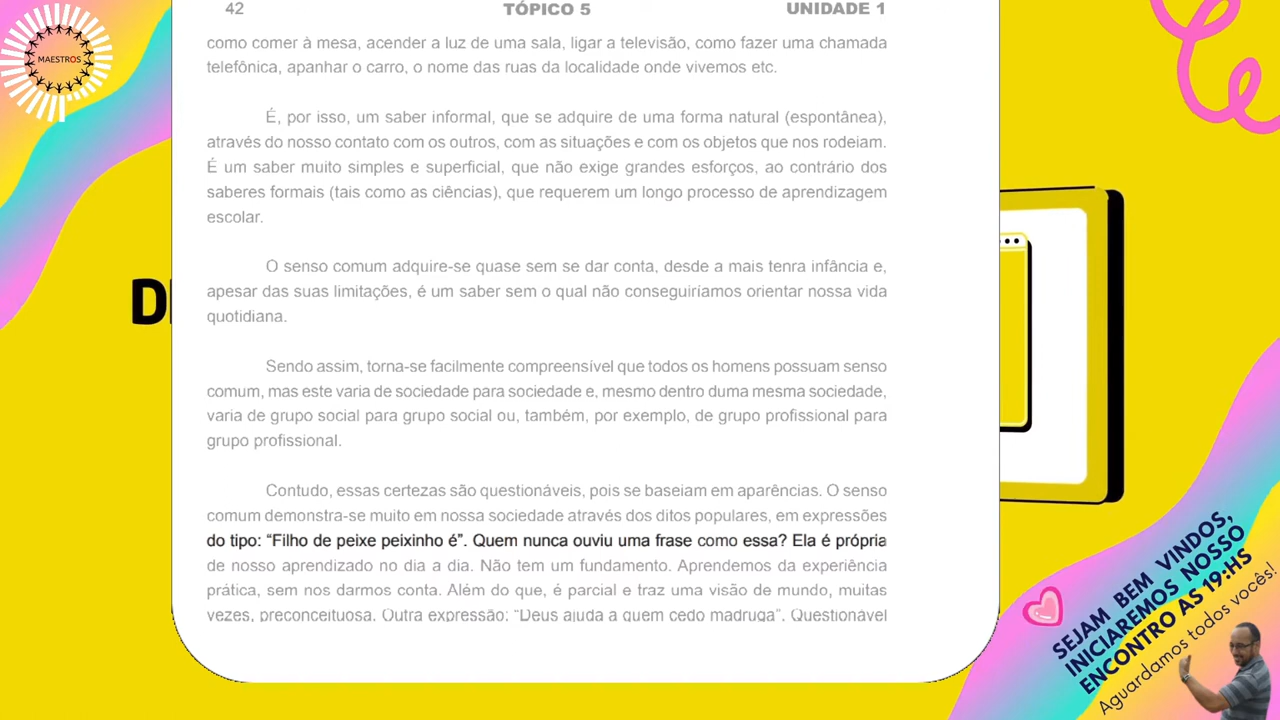 MAESTROS
42 TÓPICO 5 UNIDADE 1
como comer à mesa, acender a luz de uma sala, ligar a televisão, como fazer uma chamada
telefônica, apanhar o carro, o nome das ruas da localidade onde vivemos etc.
É, por isso, um saber informal, que se adquire de uma forma natural (espontânea),
através do nosso contato com os outros, com as situações e com os objetos que nos rodeiam.
É um saber muito simples e superficial, que não exige grandes esforços, ao contrário dos
saberes formais (tais como as ciências), que requerem um longo processo de aprendizagem
escolar.
O senso comum adquire-se quase sem se dar conta, desde a mais tenra infância e,
apesar das suas limitações, é um saber sem o qual não conseguiríamos orientar nossa vida
quotidiana.
Sendo assim, torna-se facilmente compreensível que todos os homens possuam senso
comum, mas este varia de sociedade para sociedade e, mesmo dentro duma mesma sociedade,
varia de grupo social para grupo social ou, também, por exemplo, de grupo profissional para
grupo profissional.
Contudo, essas certezas são questionáveis, pois se baseiam em aparências. O senso
comum demonstra-se muito em nossa sociedade através dos ditos populares, em expressões
do tipo: “Filho de peixe peixinho é”. Quem nunca ouviu uma frase como essa? Ela é própria
de nosso aprendizado no dia a dia. Não tem um fundamento. Aprendemos da experiência
prática, sem nos darmos conta. Além do que, é parcial e traz uma visão de mundo, muitas
vezes, preconceituosa. Outra expressão: “Deus ajuda a quem cedo madruga”. Questionável
SEJAM BEM VINDOS,
INICIAREMOS NOSSO
ENCONTRO AS 19:HS
Aguardamos todos vocês!